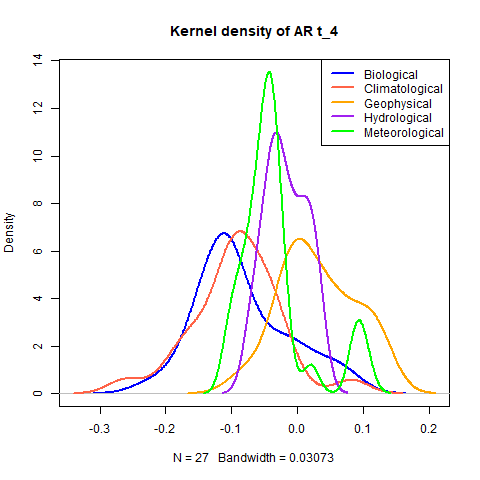 Kernel density of AR t_4
Biological
Climatological
Geophysical
Hydrological
Meteorological
Density
14
12
10
8
6
4
2
0
-0.3 -0.2 -0.1 0.0 0.1 0.2
N = 27 Bandwidth = 0.03073